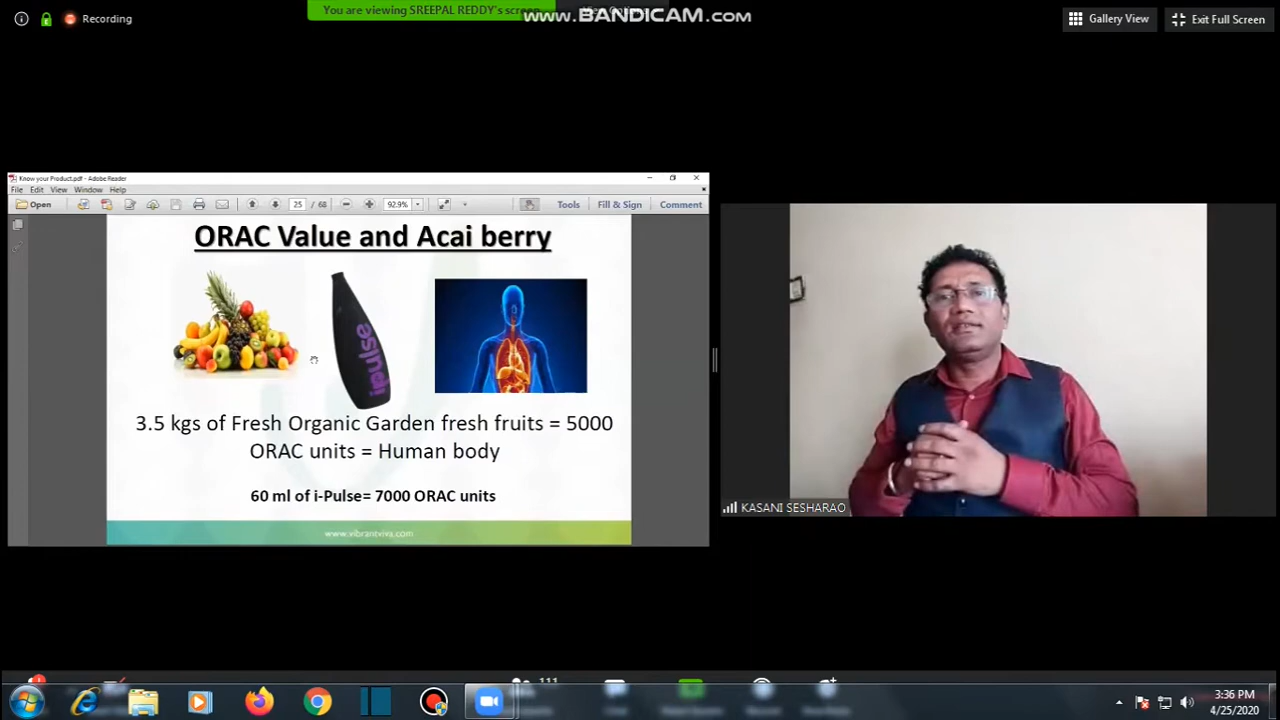 Recording
You are viewing SREEPAL REDDY's screen
www.BANDICAM.com
Gallery View
Exit Full Screen
Know your Product.pdf - Adobe Reader
File Edit View Window Help
Open
25 / 68
92.9%
Tools
Fill & Sign
Comment
ORAC Value and Acai berry
ipulse
3.5 kgs of Fresh Organic Garden fresh fruits = 5000
ORAC units = Human body
60 ml of i-Pulse= 7000 ORAC units
www.vibrantviva.com
KASANI SESHARAO
111
3:36 PM
4/25/2020